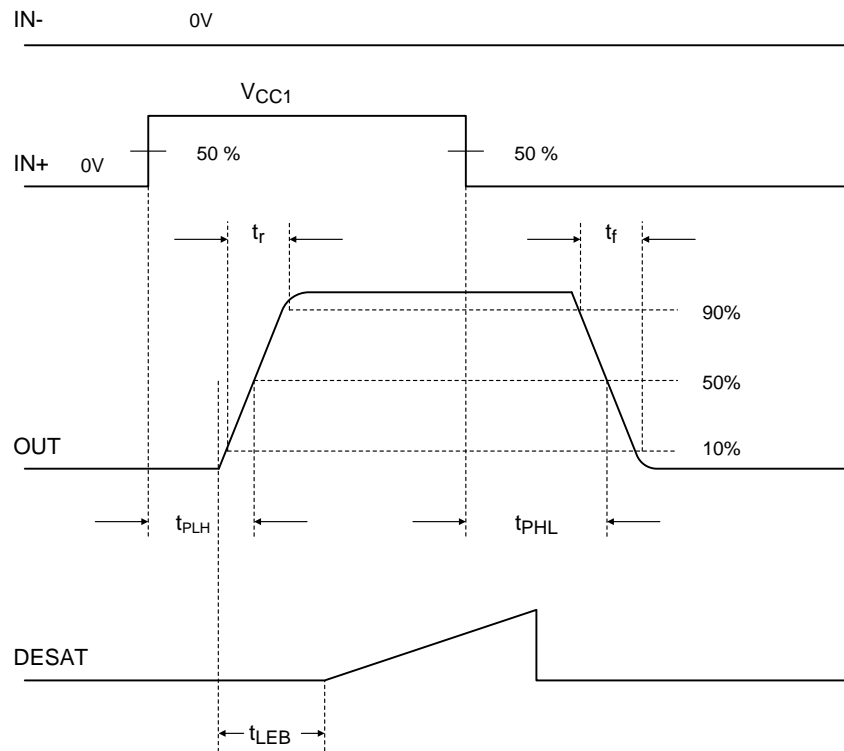 IN- 0V
VCC1
IN+ 0V 50 % 50 %
tr tf
90%
50%
OUT 10%
tPLH tPHL
DESAT
tLEB